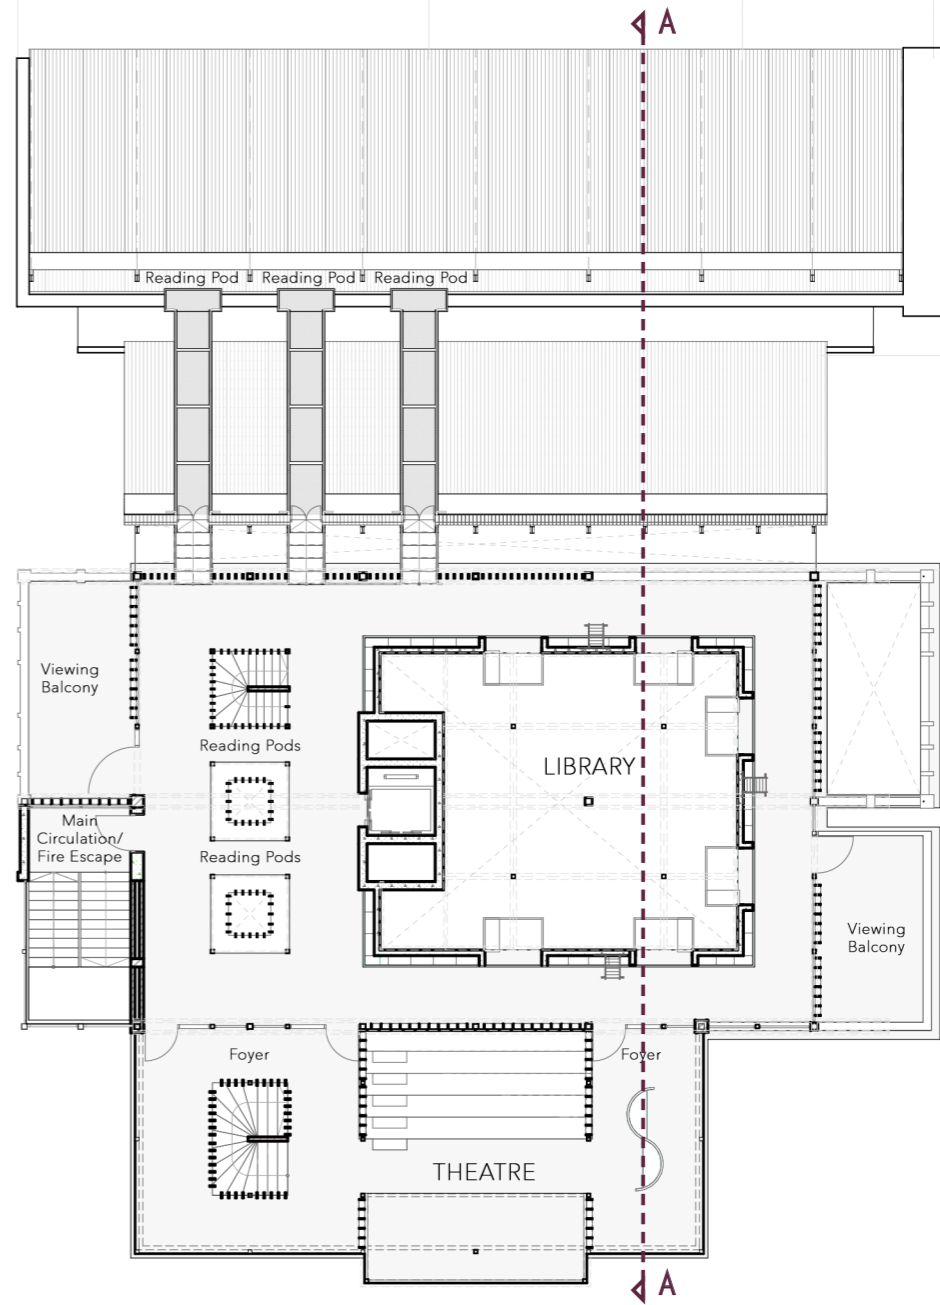 A
Reading Pod
Reading Pod
Reading Pod
Viewing
Balcony
Reading Pods
LIBRARY
Main
Circulation/
Fire Escape
Reading Pods
Viewing
Balcony
Foyer
Foyer
THEATRE
A